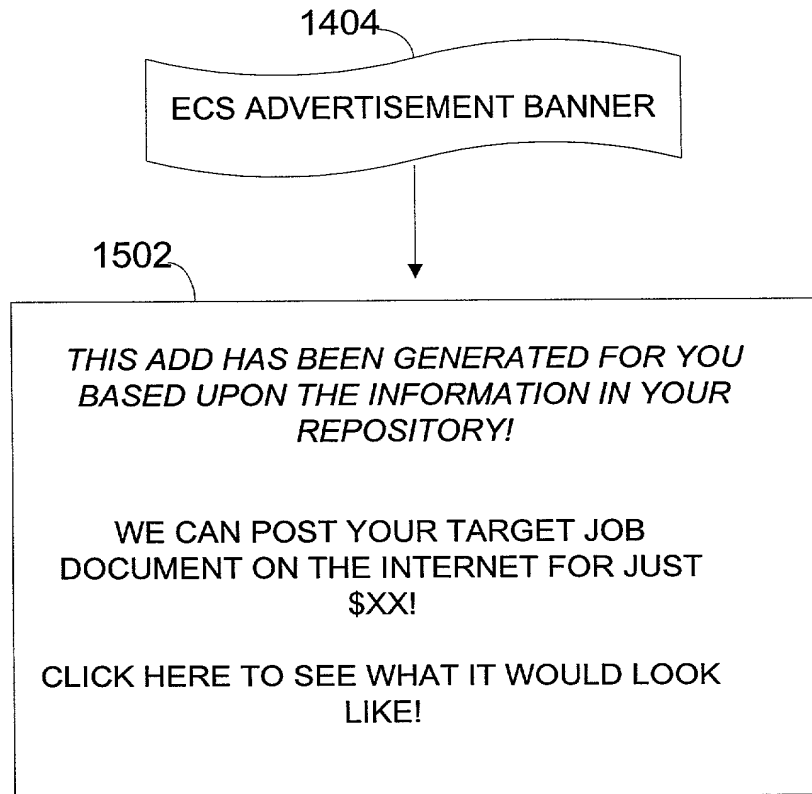 1404
ECS ADVERTISEMENT BANNER
1502
THIS ADD HAS BEEN GENERATED FOR YOU
BASED UPON THE INFORMATION IN YOUR
REPOSITORY!
WE CAN POST YOUR TARGET JOB
DOCUMENT ON THE INTERNET FOR JUST
$XX!
CLICK HERE TO SEE WHAT IT WOULD LOOK
LIKE!